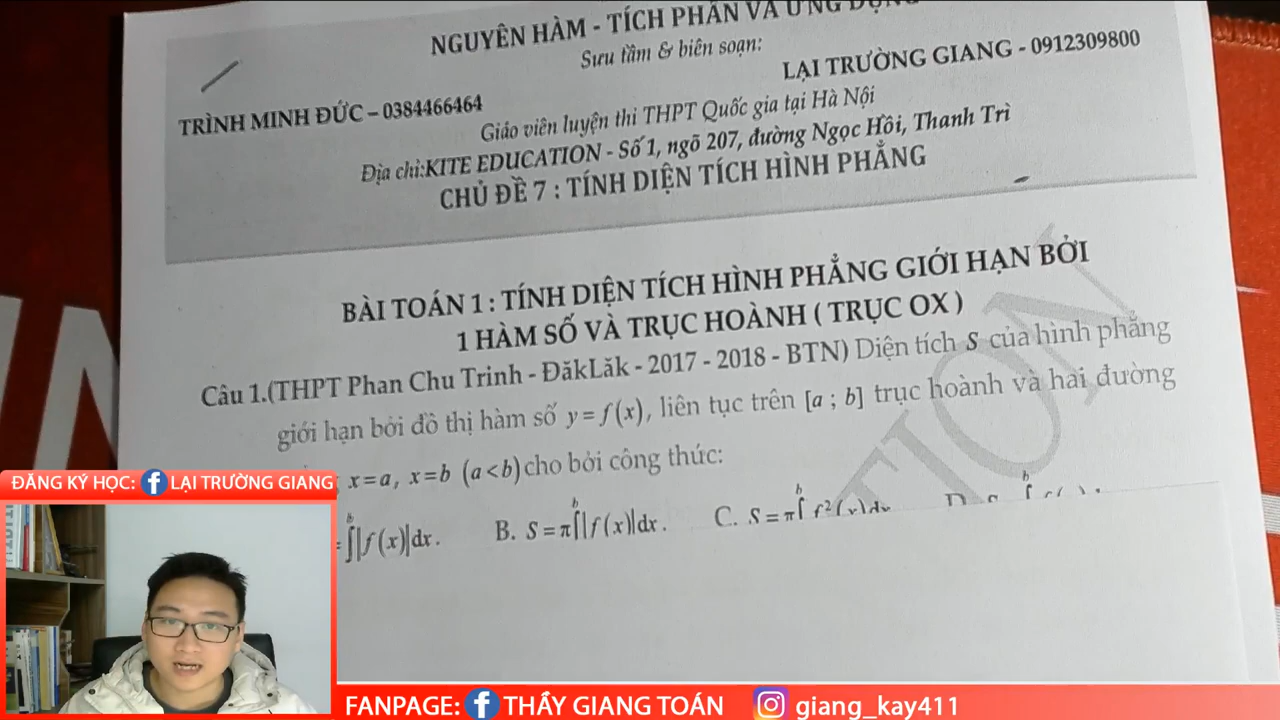 NGUYÊN HÀM - TÍCH PHÂN VÀ ỨNG DỤNG
Sưu tầm & biên soạn:
TRÌNH MINH ĐỨC – 0384466464
LẠI TRƯỜNG GIANG - 0912309800
Giáo viên luyện thi THPT Quốc gia tại Hà Nội
Địa chỉ:KITE EDUCATION - Số 1, ngõ 207, đường Ngọc Hồi, Thanh Trì
CHỦ ĐỀ 7 : TÍNH DIỆN TÍCH HÌNH PHẲNG
BÀI TOÁN 1 : TÍNH DIỆN TÍCH HÌNH PHẲNG GIỚI HẠN BỞI
1 HÀM SỐ VÀ TRỤC HOÀNH ( TRỤC OX )
Câu 1.(THPT Phan Chu Trinh - ĐăkLăk - 2017 - 2018 - BTN) Diện tích S của hình phẳng
giới hạn bởi đồ thị hàm số y = f(x), liên tục trên [a ; b] trục hoành và hai đường
x = a, x = b (a < b) cho bởi công thức:
= ∫|f(x)|dx. B. S = π∫|f(x)|dx. C. S = π∫f²(x)dx
TION
ĐĂNG KÝ HỌC: f LẠI TRƯỜNG GIANG
FANPAGE: f THẦY GIANG TOÁN giang_kay411